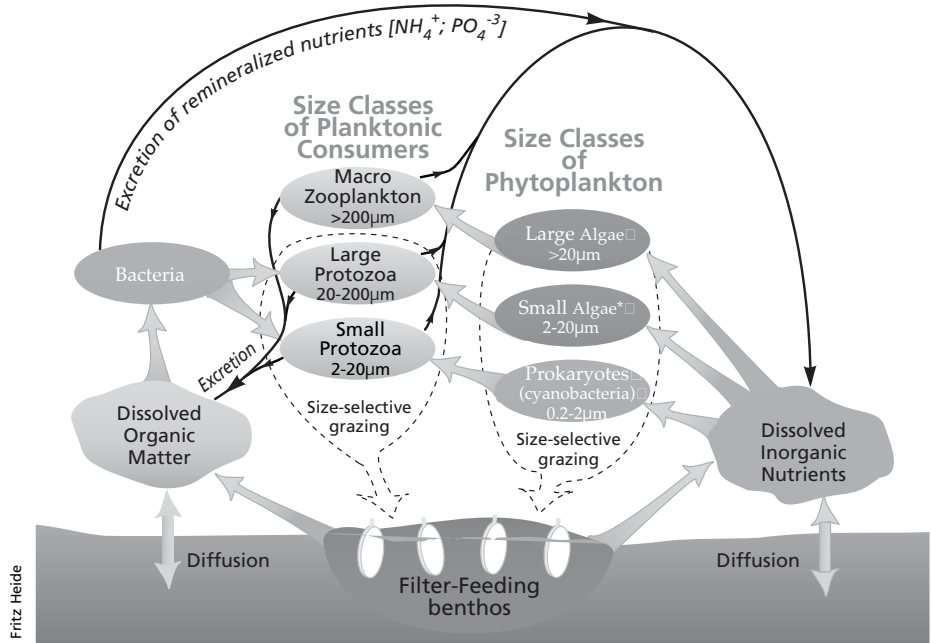 Excretion of remineralized nutrients [NH₄⁺; PO₄⁻³]
Size Classes
of Planktonic
Consumers
Size Classes
of
Phytoplankton
Macro
Zooplankton
>200µm
Large Algae□
>20µm
Bacteria
Large
Protozoa
20-200µm
Small Algae*□
2-20µm
Small
Protozoa
2-20µm
Prokaryotes□
(cyanobacteria)□
0.2-2µm
Excretion
Dissolved
Organic
Matter
Size-selective
grazing
Size-selective
grazing
Dissolved
Inorganic
Nutrients
Diffusion
Diffusion
Filter-Feeding
benthos
Fritz Heide